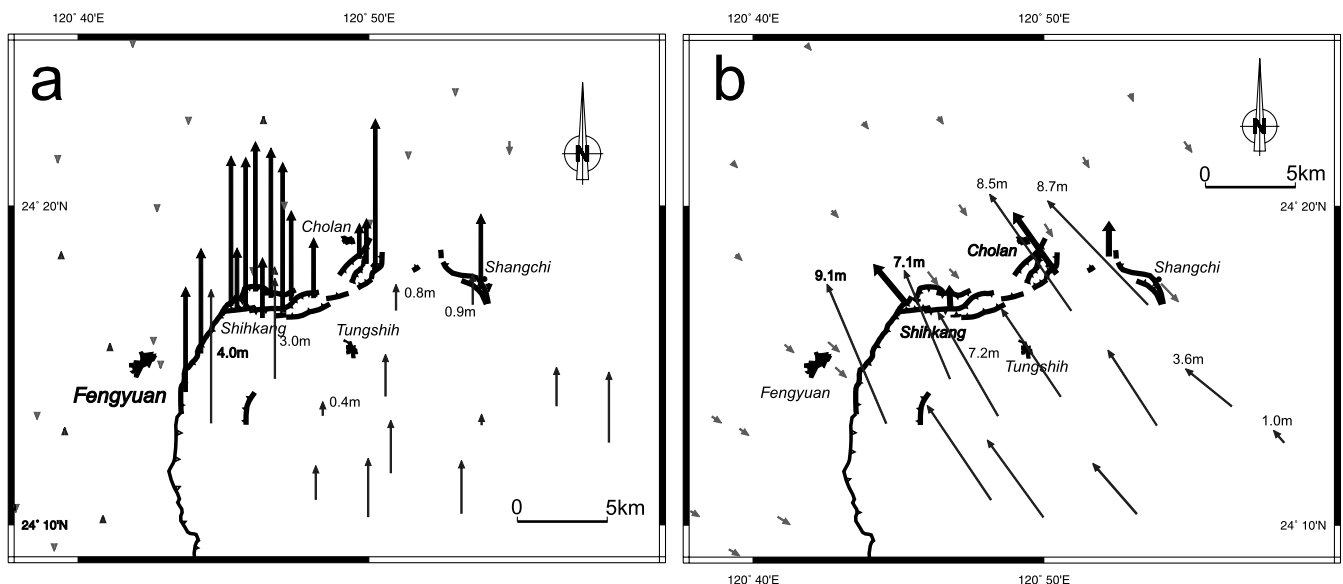 120° 40'E
120° 50'E
120° 40'E
120° 50'E
a
N
24° 20'N
Cholan
Shangchi
0.8m
0.9m
Shihkang
4.0m
3.0m
Tungshih
Fengyuan
0.4m
0
5km
24° 10'N
b
N
0
5km
8.5m
8.7m
24° 20'N
Cholan
9.1m
7.1m
Shangchi
Shihkang
7.2m
Tungshih
3.6m
Fengyuan
1.0m
24° 10'N
120° 40'E
120° 50'E